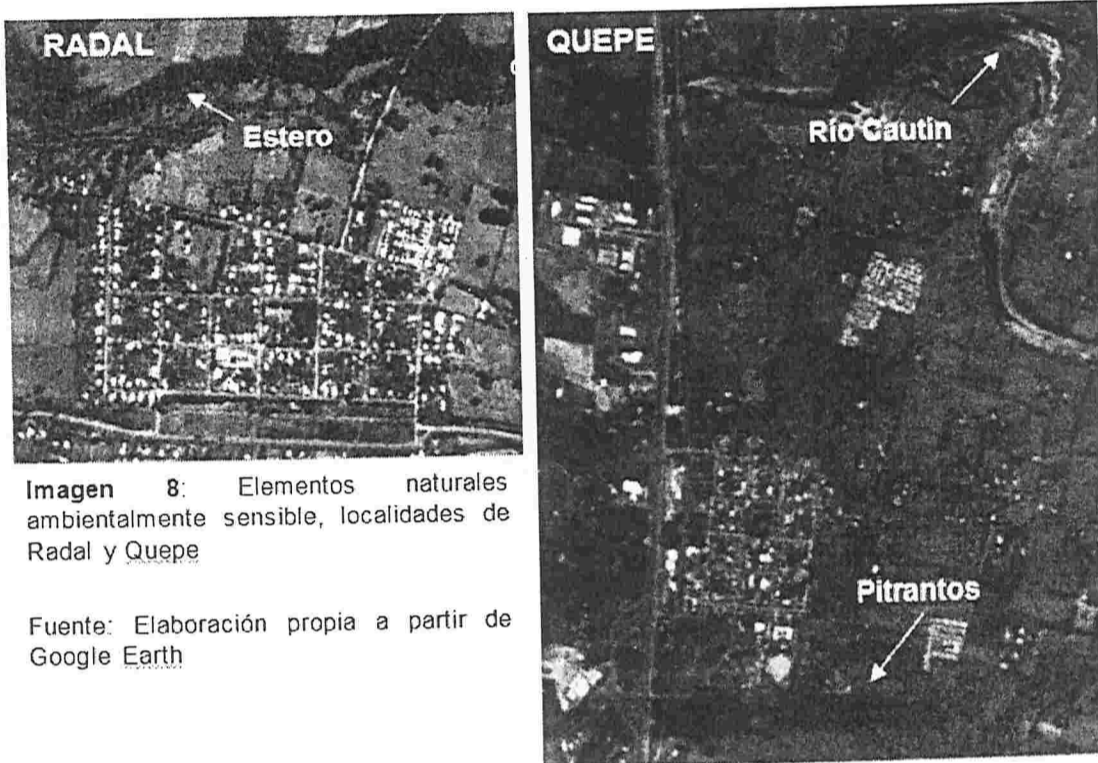 RADAL
Estero
QUEPE
Río Cautín
Pitrantos
Imagen 8: Elementos naturales
ambientalmente sensible, localidades de
Radal y Quepe
Fuente: Elaboración propia a partir de
Google Earth